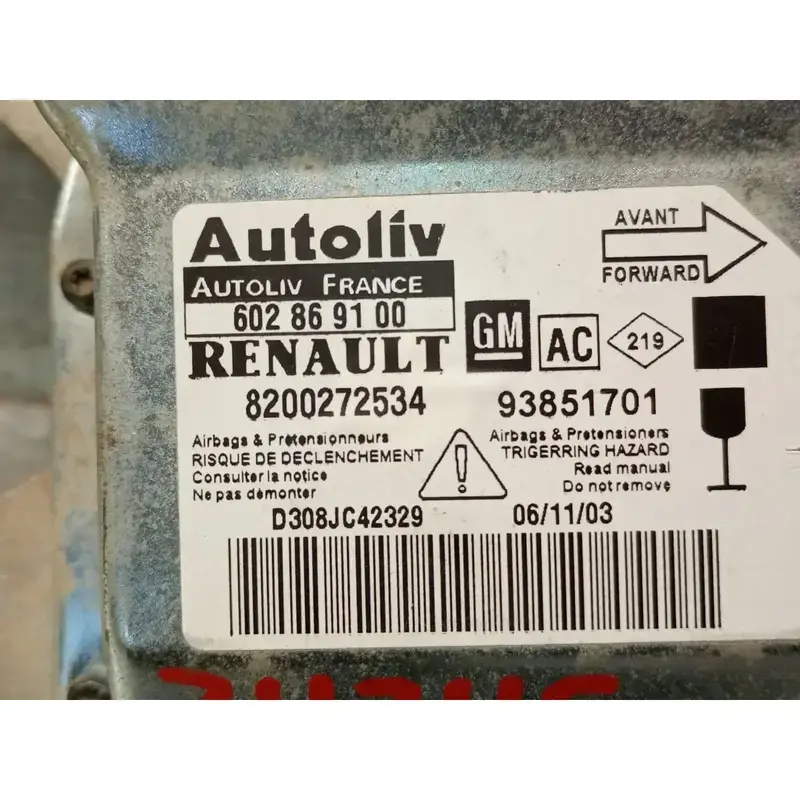 Autoliv
AVANT
AUTOLIV FRANCE
FORWARD
602 86 91 00
GM
AC
219
RENAULT
8200272534
93851701
Airbags & Prétensionneurs
RISQUE DE DECLENCHEMENT
Consulter la notice
Ne pas démonter
Airbags & Pretensioners
TRIGERRING HAZARD
Read manual
Do not remove
D308JC42329
06/11/03